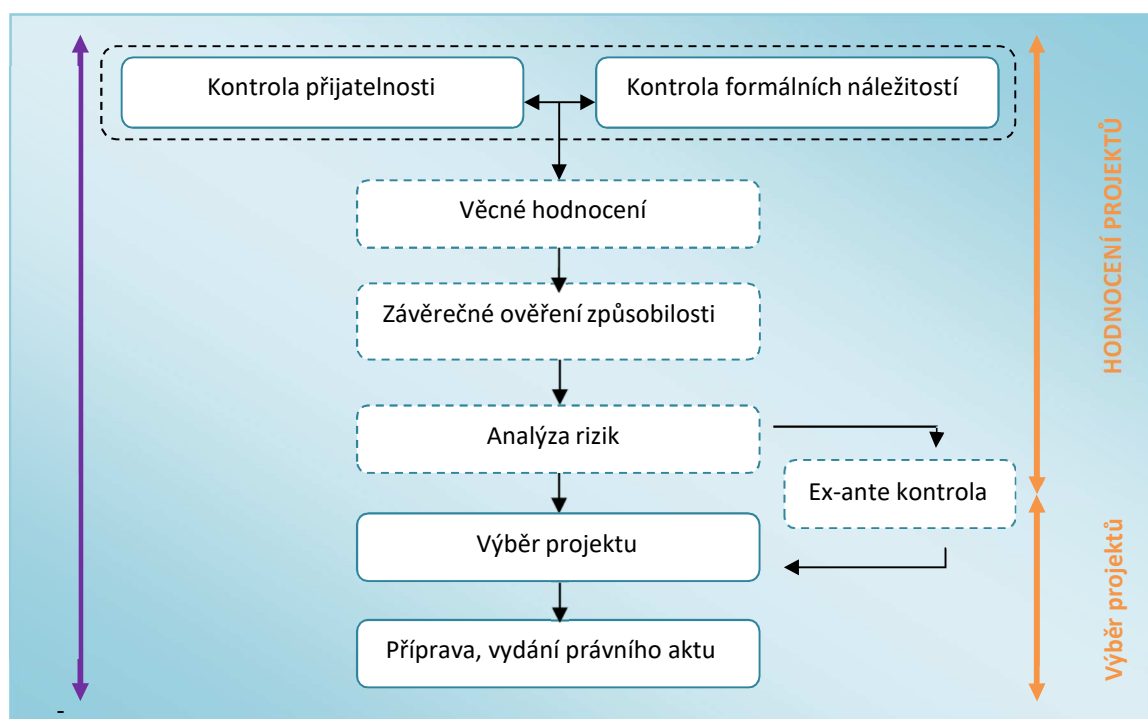 Kontrola přijatelnosti
Kontrola formálních náležitostí
Věcné hodnocení
Závěrečné ověření způsobilosti
Analýza rizik
Ex-ante kontrola
Výběr projektu
Příprava, vydání právního aktu
HODNOCENÍ PROJEKTŮ
Výběr projektů
-